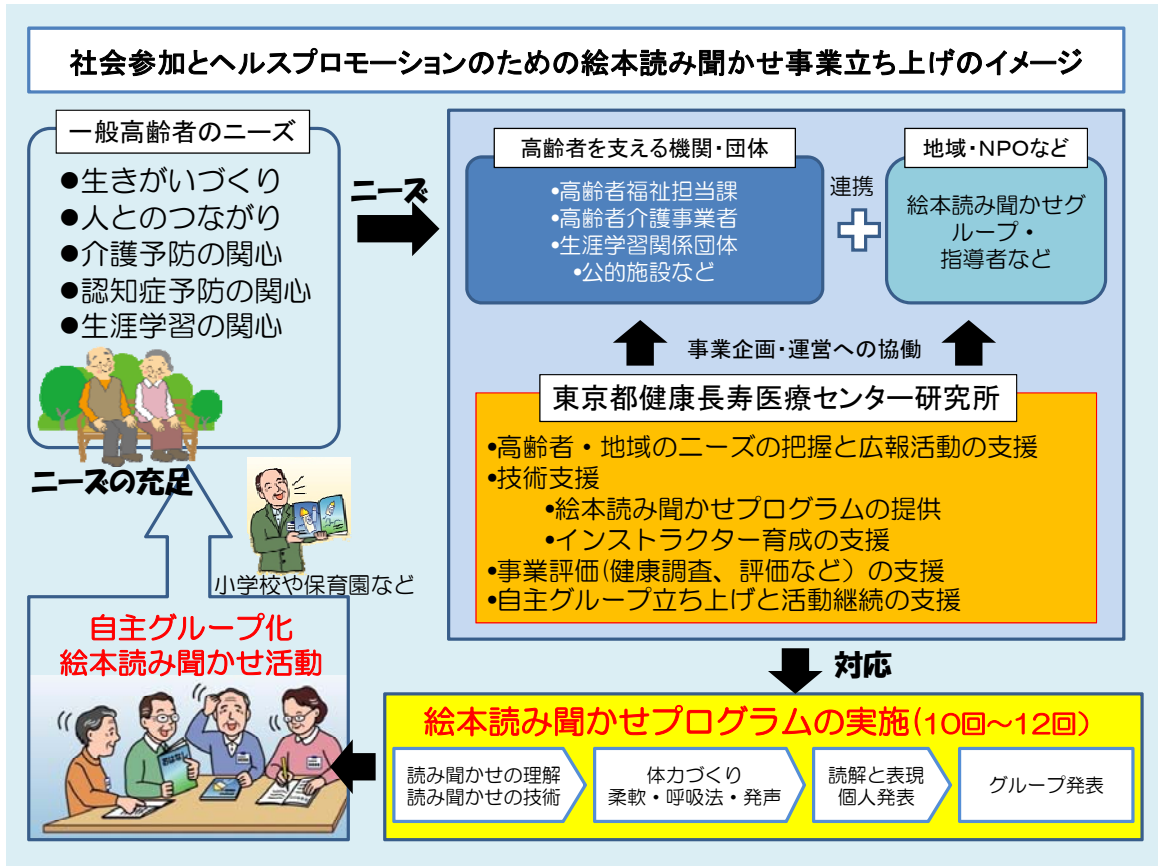 社会参加とヘルスプロモーションのための絵本読み聞かせ事業立ち上げのイメージ
一般高齢者のニーズ
●生きがいづくり
●人とのつながり
●介護予防の関心
●認知症予防の関心
●生涯学習の関心
ニーズ
高齢者を支える機関・団体
•高齢者福祉担当課
•高齢者介護事業者
•生涯学習関係団体
•公的施設など
連携
地域・NPOなど
絵本読み聞かせグ
ループ・
指導者など
事業企画・運営への協働
東京都健康長寿医療センター研究所
•高齢者・地域のニーズの把握と広報活動の支援
•技術支援
•絵本読み聞かせプログラムの提供
•インストラクター育成の支援
•事業評価(健康調査、評価など）の支援
•自主グループ立ち上げと活動継続の支援
対応
絵本読み聞かせプログラムの実施(10回～12回)
読み聞かせの理解
読み聞かせの技術
体力づくり
柔軟・呼吸法・発声
読解と表現
個人発表
グループ発表
自主グループ化
絵本読み聞かせ活動
おはなし
小学校や保育園など
ニーズの充足